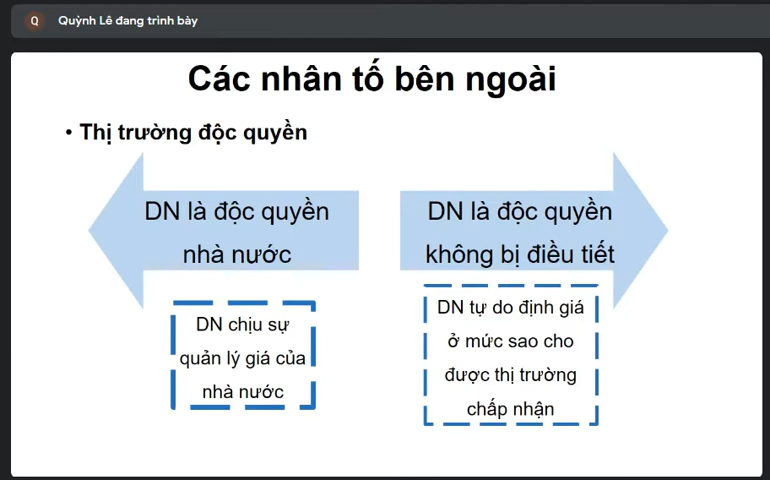 Q Quỳnh Lê đang trình bày
Các nhân tố bên ngoài
• Thị trường độc quyền
DN là độc quyền
nhà nước
DN chịu sự
quản lý giá của
nhà nước
DN là độc quyền
không bị điều tiết
DN tự do định giá
ở mức sao cho
được thị trường
chấp nhận